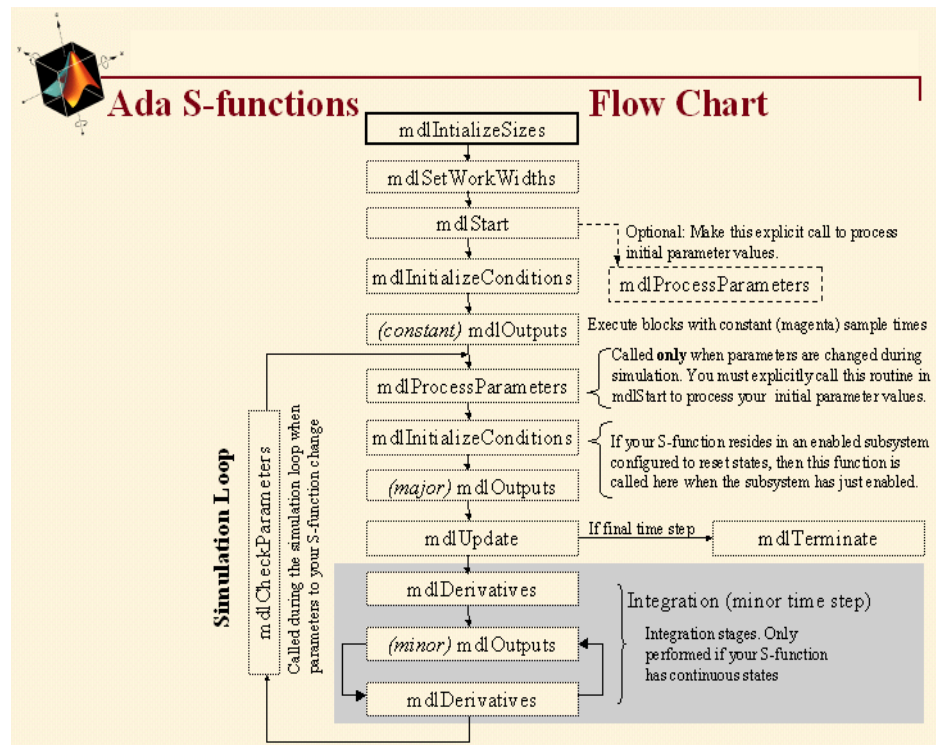 Ada S-functions Flow Chart
mdlIntializeSizes
mdlSetWorkWidths
mdlStart
Optional: Make this explicit call to process
initial parameter values.
mdlProcessParameters
mdlInitializeConditions
(constant) mdlOutputs
Execute blocks with constant (magenta) sample times
mdlProcessParameters
Called only when parameters are changed during
simulation. You must explicitly call this routine in
mdlStart to process your initial parameter values.
mdlInitializeConditions
If your S-function resides in an enabled subsystem
configured to reset states, then this function is
called here when the subsystem has just enabled.
(major) mdlOutputs
mdlUpdate
If final time step
mdlTerminate
Simulation Loop
mdlCheckParameters
Called during the simulation loop when
parameters to your S-function change
mdlDerivatives
Integration (minor time step)
(minor) mdlOutputs
Integration stages. Only
performed if your S-function
has continuous states
mdlDerivatives